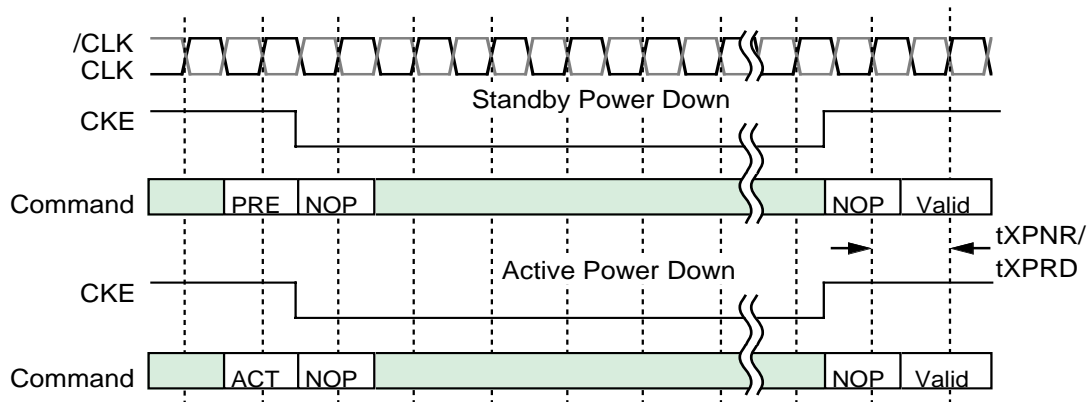 /CLK
CLK
Standby Power Down
CKE
Command PRE NOP NOP Valid
tXPNR/
tXPRD
Active Power Down
CKE
Command ACT NOP NOP Valid